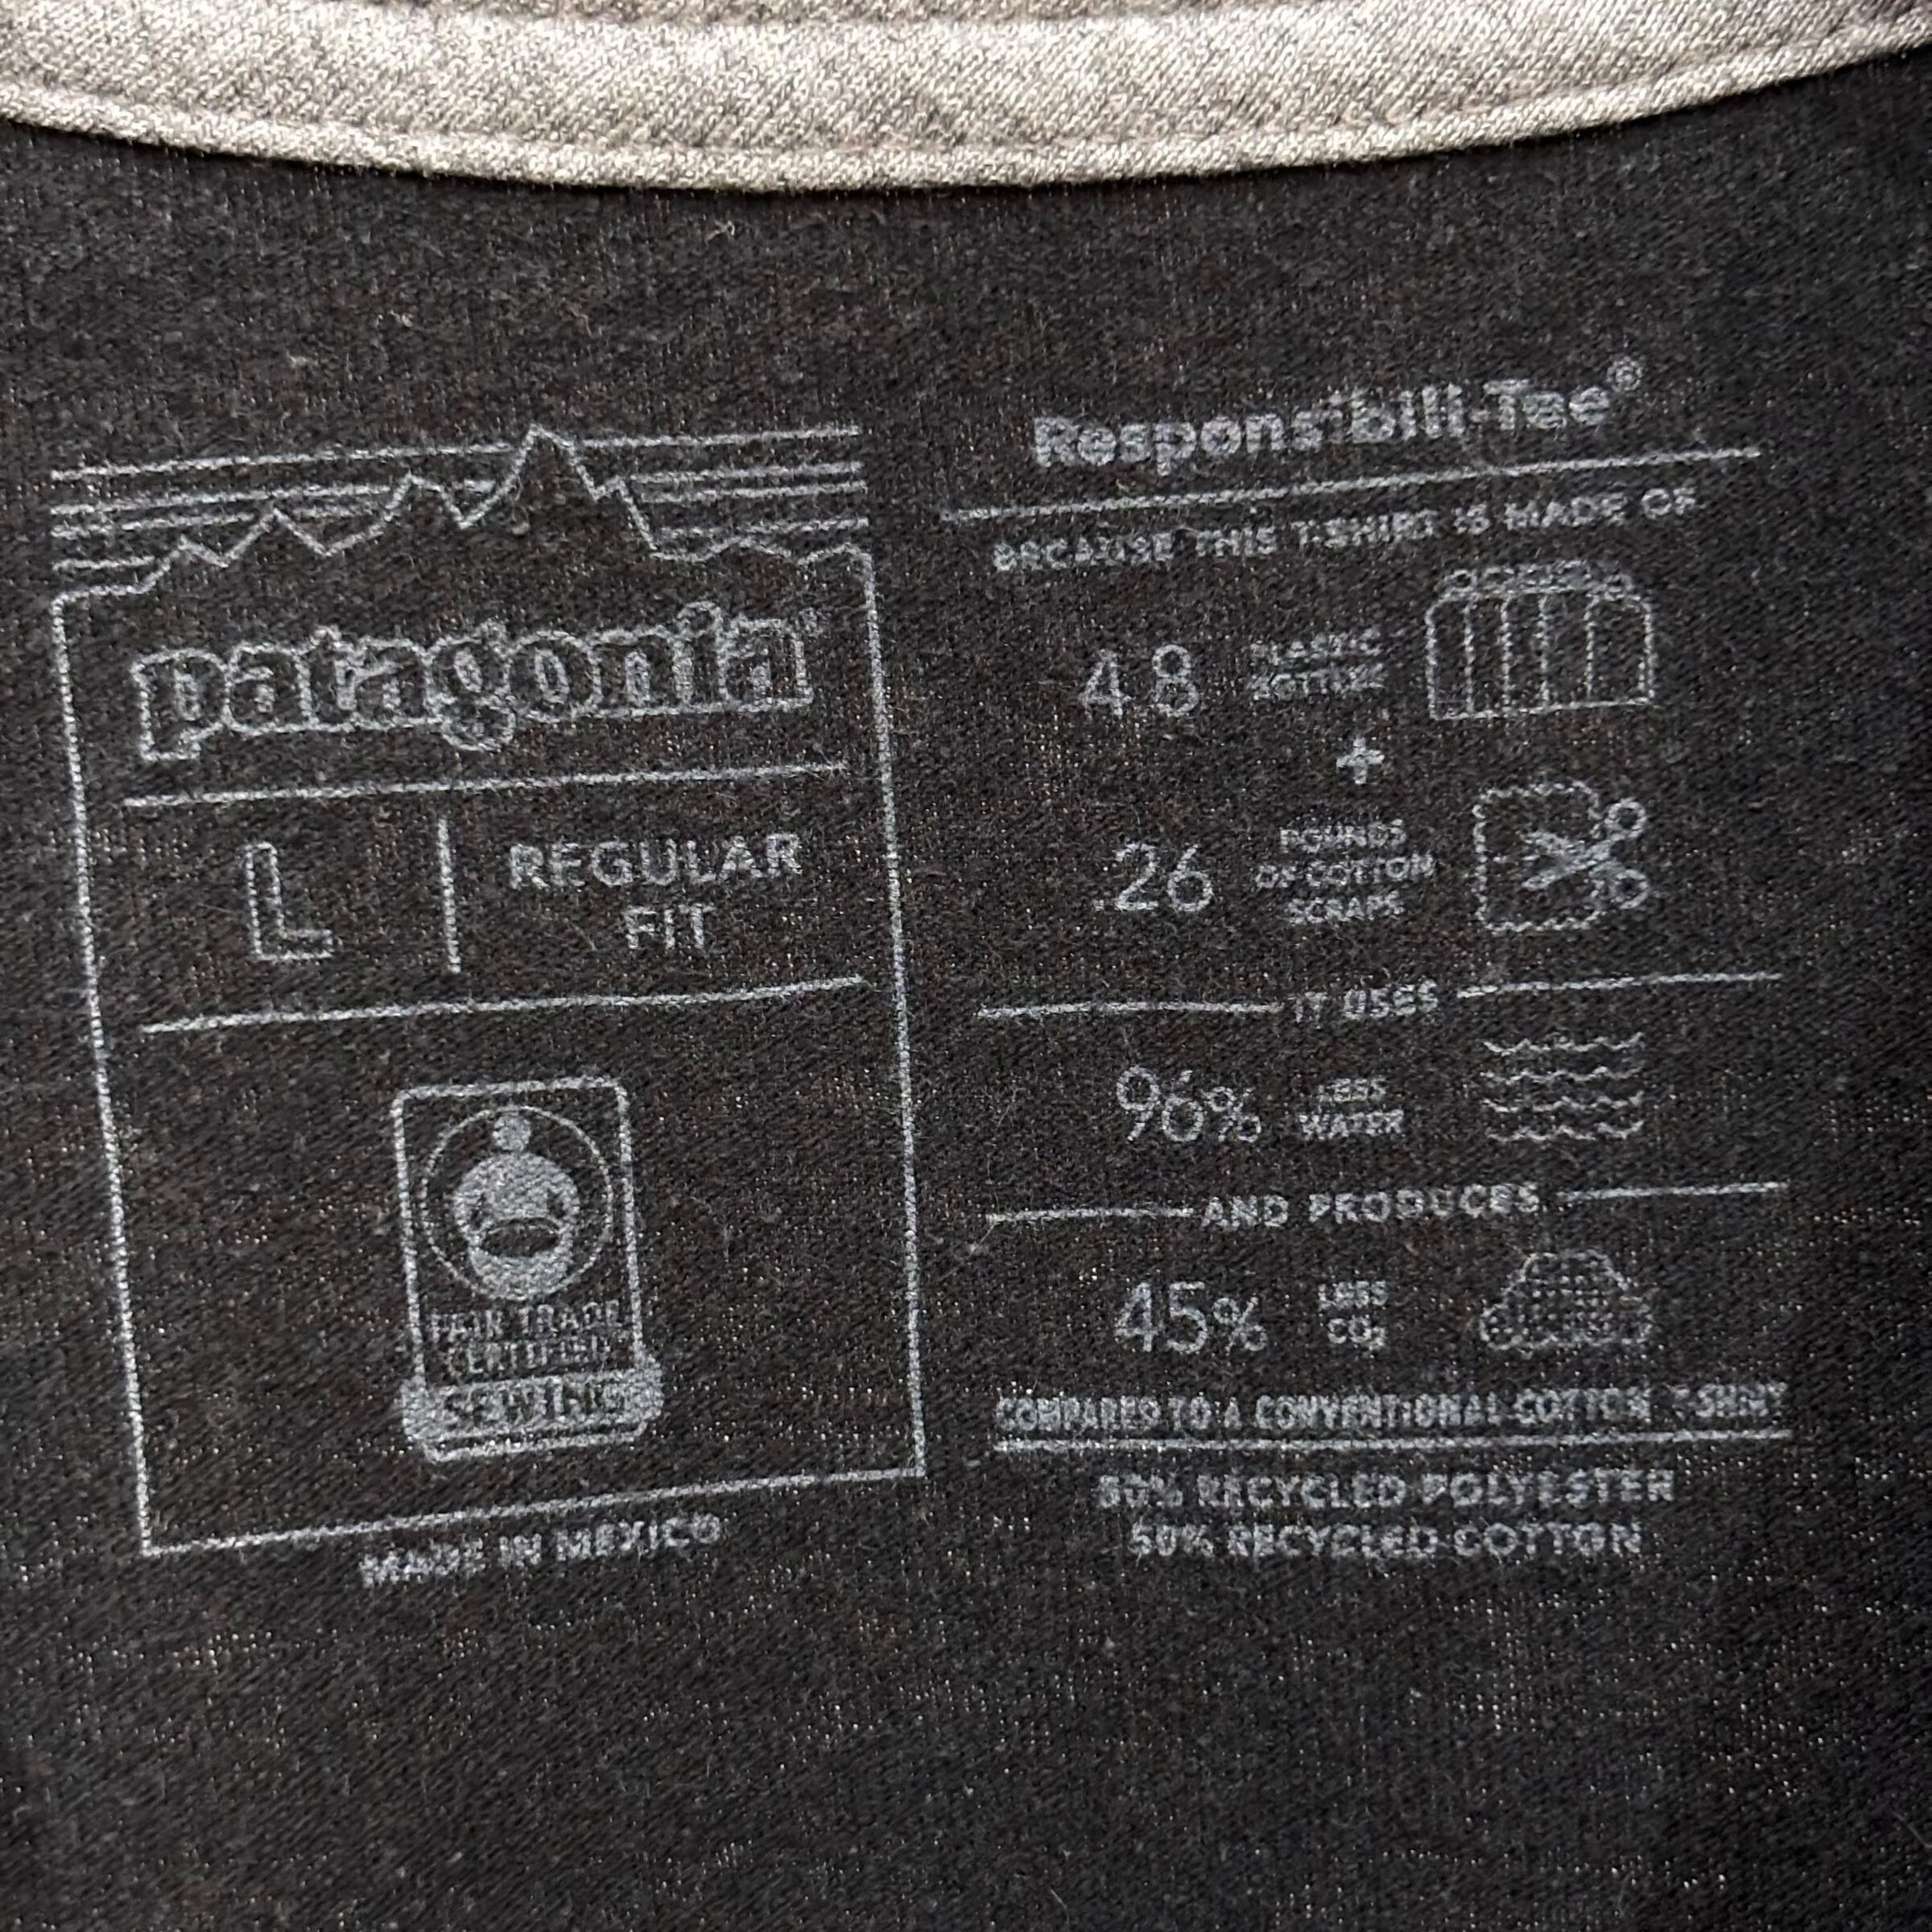 patagonia®
L
REGULAR
FIT
FAIR TRADE
CERTIFIED
SEWING
MADE IN MEXICO
Responsibili-Tee®
BECAUSE THIS T-SHIRT IS MADE OF
4.8
PLASTIC
BOTTLES
+
.26
POUNDS
OF COTTON
SCRAPS
IT USES
96%
LESS
WATER
AND PRODUCES
45%
LESS
CO₂
COMPARED TO A CONVENTIONAL COTTON T-SHIRT
50% RECYCLED POLYESTER
50% RECYCLED COTTON